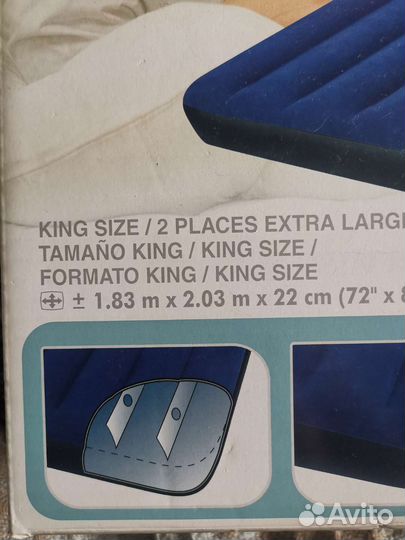 KING SIZE / 2 PLACES EXTRA LARGE
TAMAÑO KING / KING SIZE /
FORMATO KING / KING SIZE
± 1.83 m x 2.03 m x 22 cm (72" x 8
Avito